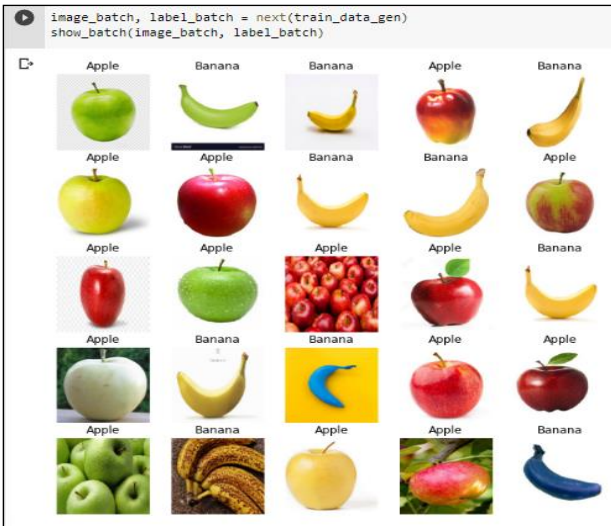 image_batch, label_batch = next(train_data_gen)
show_batch(image_batch, label_batch)
Apple Banana Banana Apple Banana
Apple Apple Banana Banana Apple
Apple Apple Apple Apple Banana
Apple Banana Banana Apple Apple
Apple Banana Apple Apple Banana